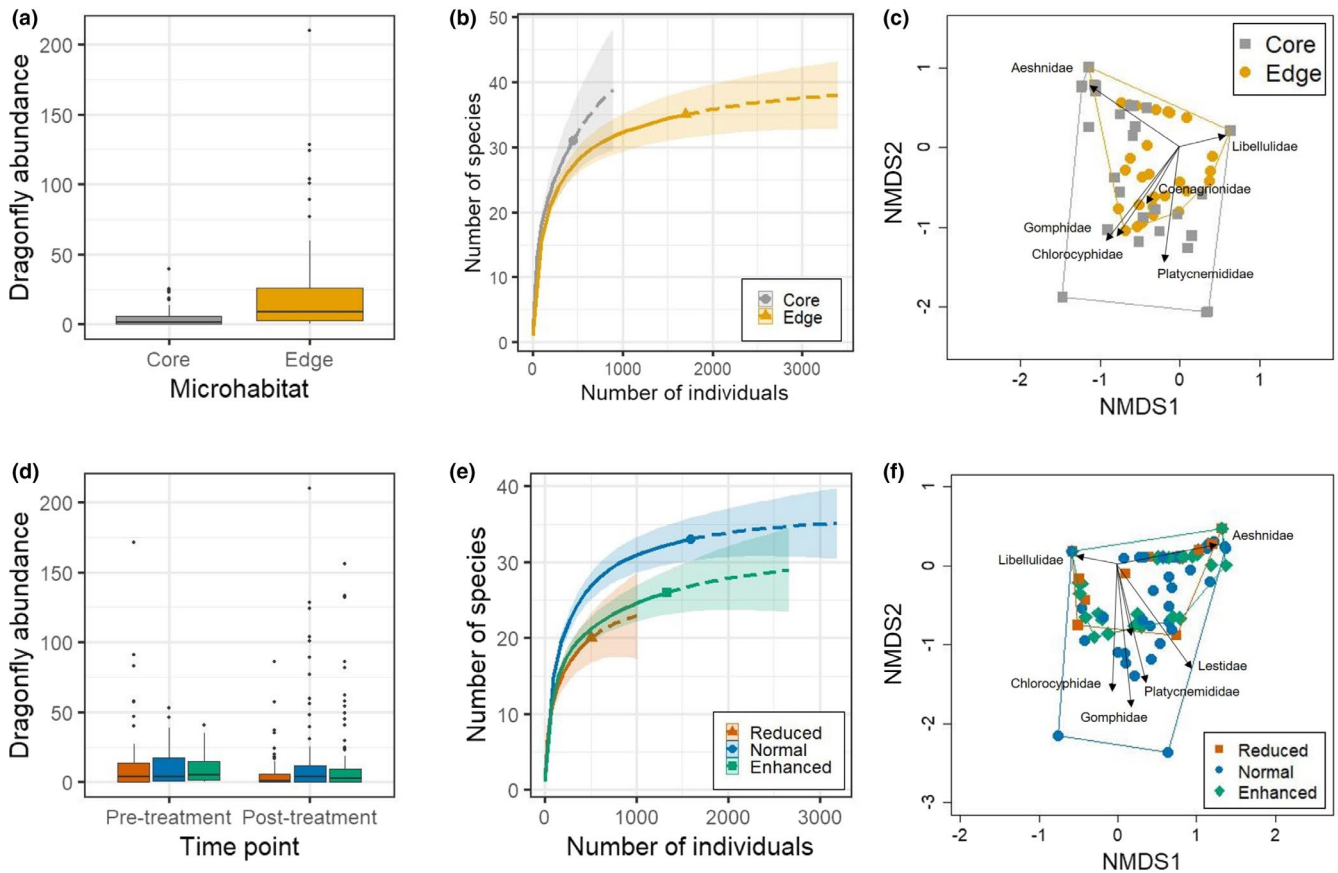 (a)
Dragonfly abundance
200
150
100
50
0
Core
Edge
Microhabitat
(b)
Number of species
50
40
30
20
10
0
Core
Edge
0
1000
2000
3000
Number of individuals
(c)
NMDS2
1
0
-1
-2
Core
Edge
Aeshnidae
Libellulidae
Coenagrionidae
Gomphidae
Chlorocyphidae
Platycnemididae
-2
-1
0
1
NMDS1
(d)
Dragonfly abundance
200
150
100
50
0
Pre-treatment
Post-treatment
Time point
(e)
Number of species
40
30
20
10
0
Reduced
Normal
Enhanced
0
1000
2000
3000
Number of individuals
(f)
NMDS2
1
0
-1
-2
-3
Aeshnidae
Libellulidae
Lestidae
Chlorocyphidae
Platycnemididae
Gomphidae
Reduced
Normal
Enhanced
-2
-1
0
1
2
NMDS1